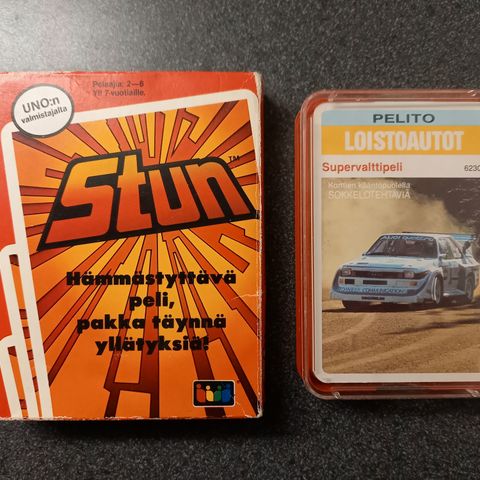 UNO:n
valmistajalta
Pelaajia: 2—6
Yli 7-vuotiaille.
Stun™
Hämmästyttävä
peli,
pakka täynnä
yllätyksiä!
PELITO
LOISTOAUTOT
Supervalttipeli 6230
Korttien kääntöpuolella
SOKKELOTEHTÄVIÄ